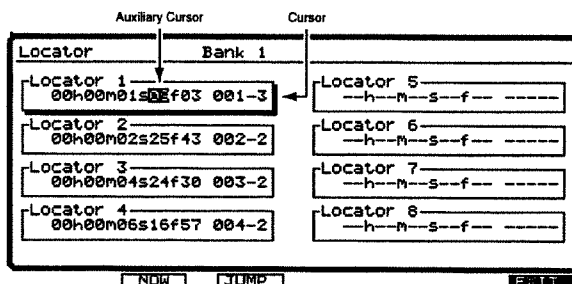 Auxiliary Cursor
Cursor
Locator Bank 1
Locator 1
00h00m01s f03 001-3
Locator 2
00h00m02s25f43 002-2
Locator 3
00h00m04s24f30 003-2
Locator 4
00h00m06s16f57 004-2
Locator 5
--h--M--s--f-- -----
Locator 6
--h--M--s--f-- -----
Locator 7
--h--M--s--f-- -----
Locator 8
--h--M--s--f-- -----
NOW JUMP